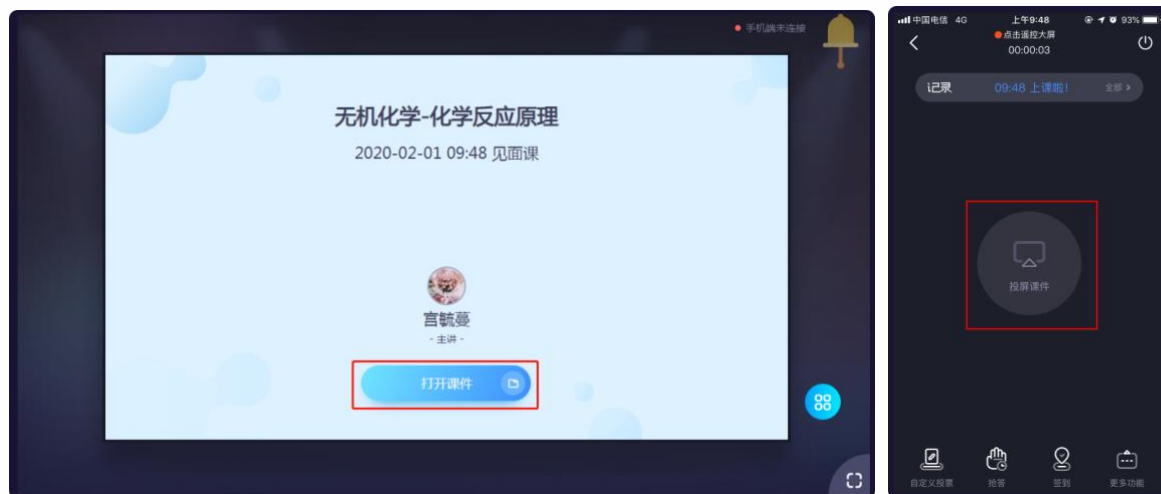 手机端未连接
无机化学-化学反应原理
2020-02-01 09:48 见面课
宫毓蔓
- 主讲 -
打开课件
中国电信 4G 上午9:48 93%
点击遥控大屏
00:00:03
记录 09:48 上课啦! 全部 >
投屏课件
自定义投票 抢答 签到 更多功能